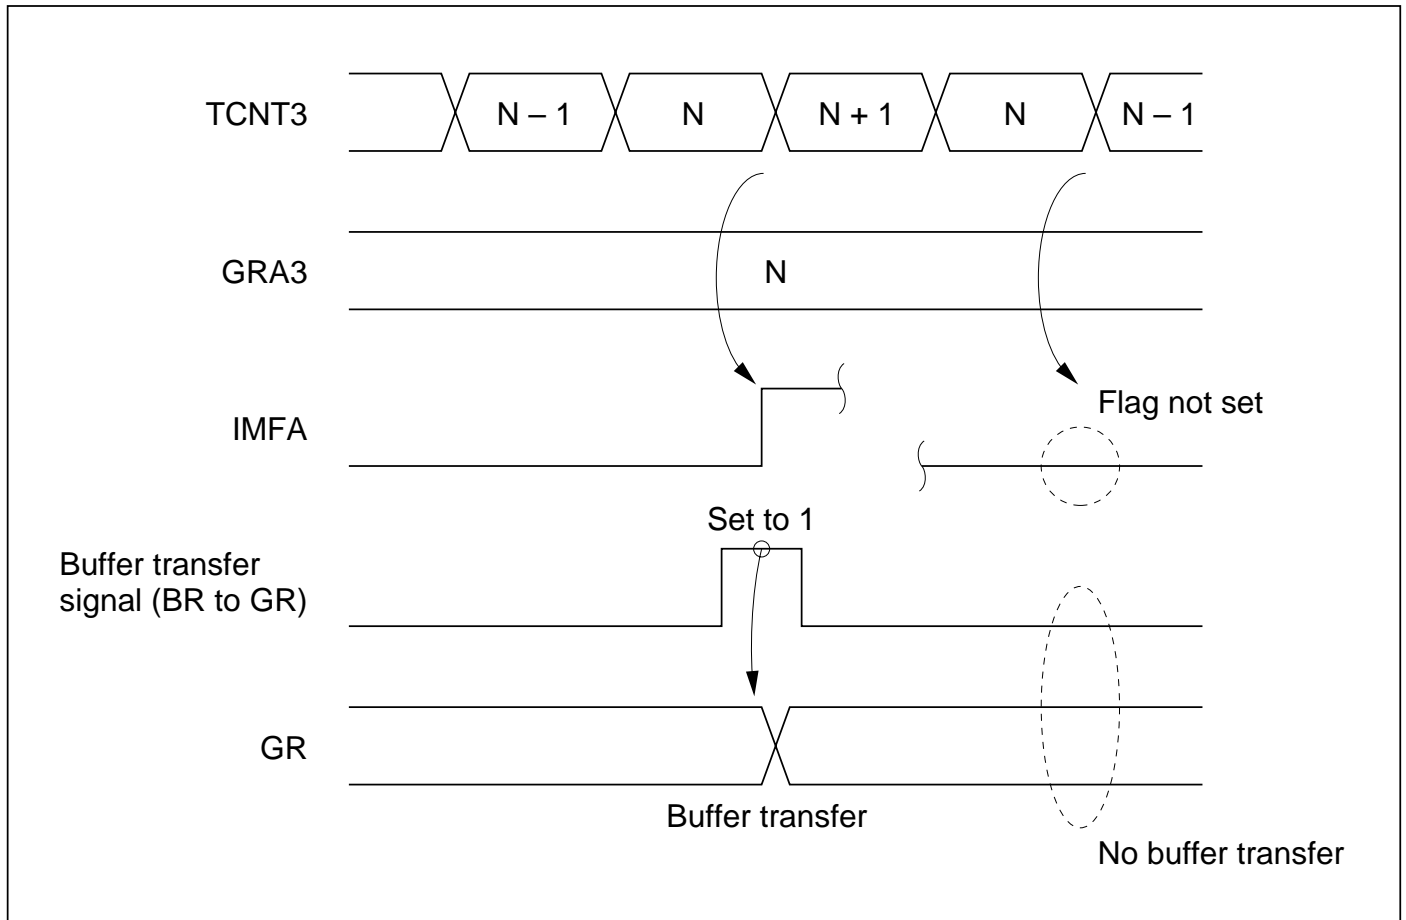 TCNT3
N – 1
N
N + 1
N
N – 1
GRA3
N
IMFA
Flag not set
Set to 1
Buffer transfer
signal (BR to GR)
GR
Buffer transfer
No buffer transfer